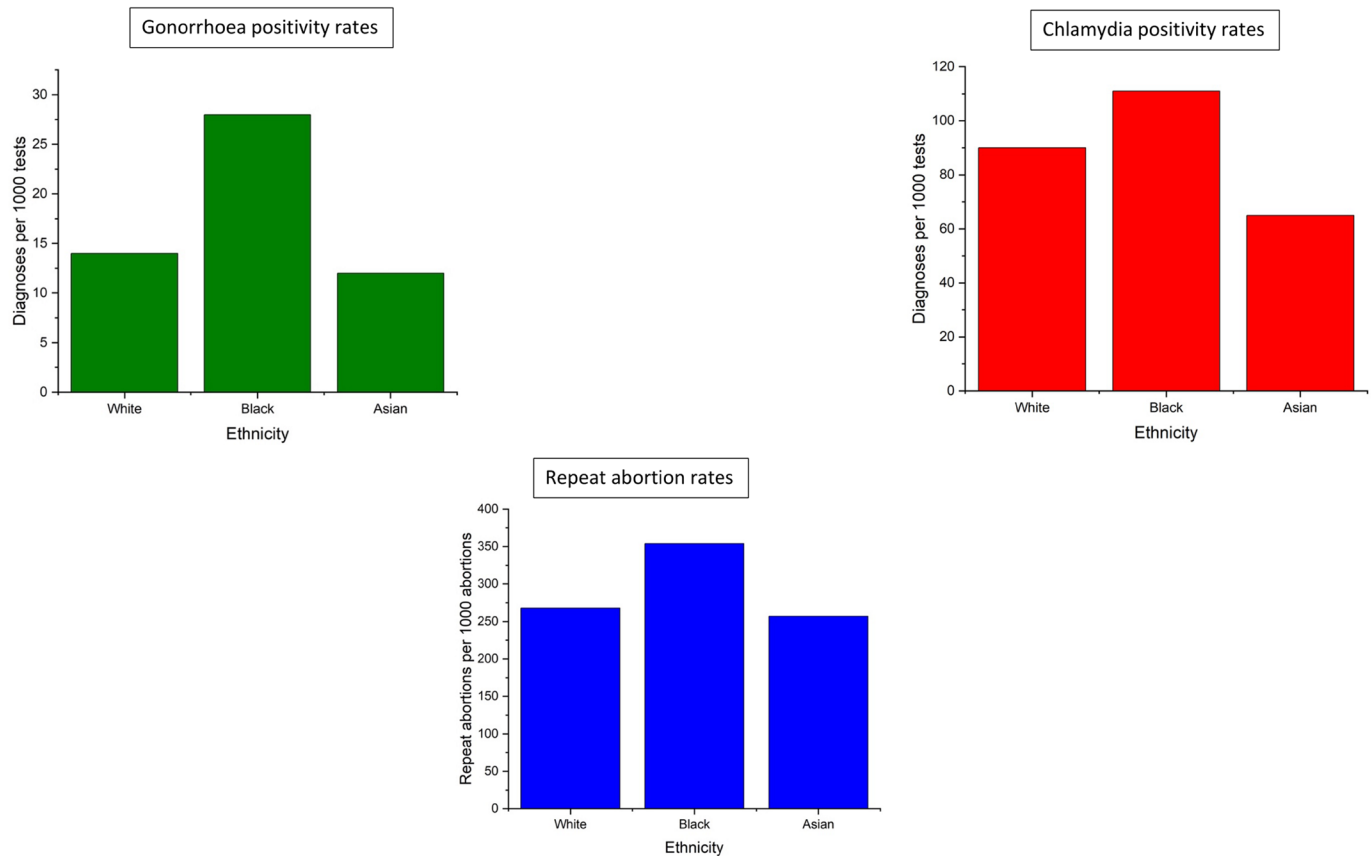 Gonorrhoea positivity rates
Diagnoses per 1000 tests
30
25
20
15
10
5
0
White Black Asian
Ethnicity
Chlamydia positivity rates
Diagnoses per 1000 tests
120
100
80
60
40
20
0
White Black Asian
Ethnicity
Repeat abortion rates
Repeat abortions per 1000 abortions
400
350
300
250
200
150
100
50
0
White Black Asian
Ethnicity